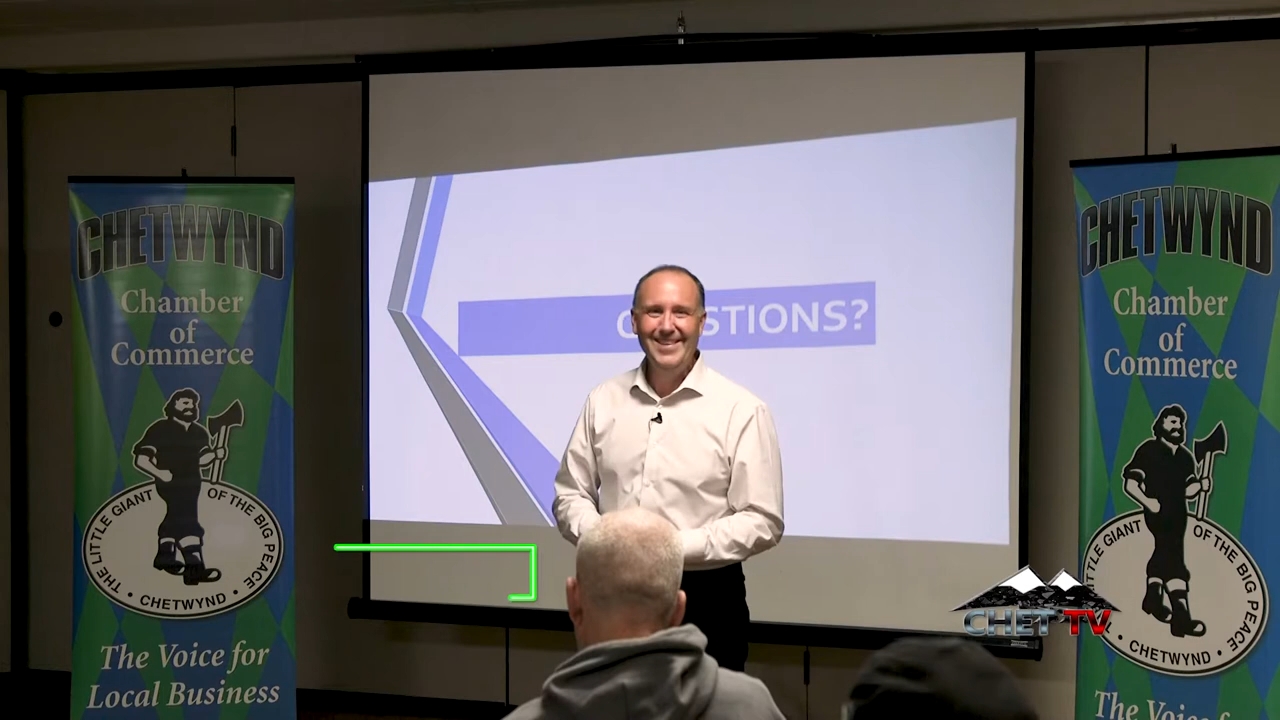 CHETWYND
Chamber
of
Commerce
THE LITTLE GIANT OF THE BIG PEACE
• CHETWYND •
The Voice for
Local Business
STIONS?
CHETWYND
Chamber
of
Commerce
GIANT OF THE BIG PEACE
• CHETWYND •
The Voice f
CHET TV